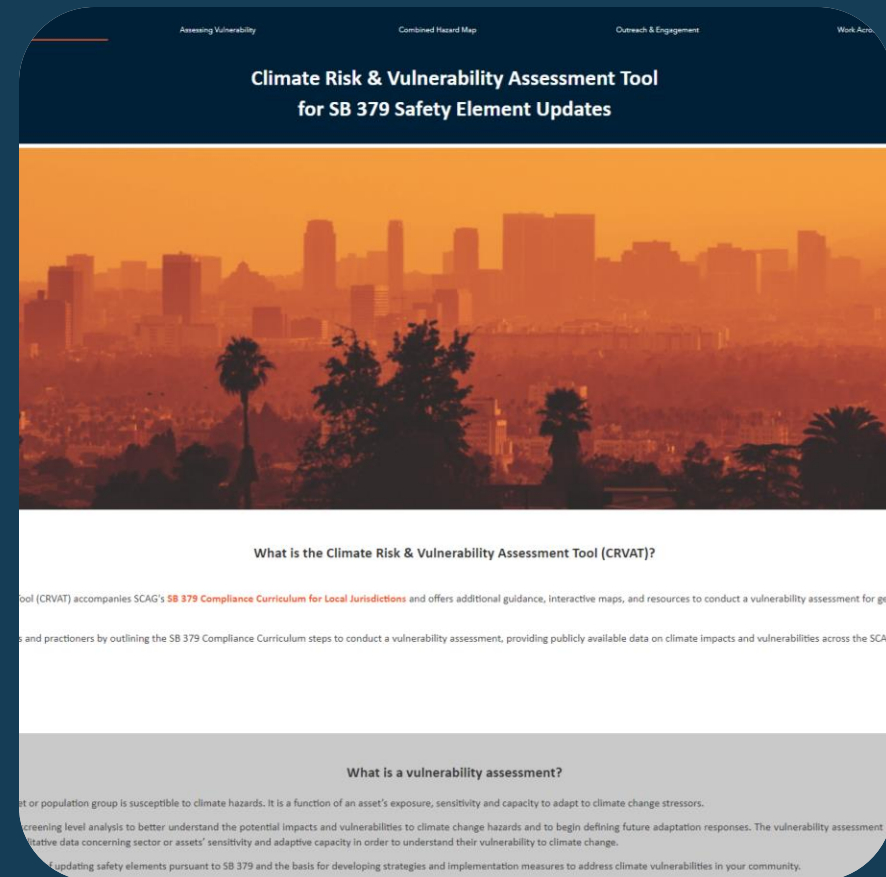 Assessing Vulnerability Combined Hazard Map Outreach & Engagement Work Acro
Climate Risk & Vulnerability Assessment Tool
for SB 379 Safety Element Updates
What is the Climate Risk & Vulnerability Assessment Tool (CRVAT)?
ool (CRVAT) accompanies SCAG's SB 379 Compliance Curriculum for Local Jurisdictions and offers additional guidance, interactive maps, and resources to conduct a vulnerability assessment for ge
s and practioners by outlining the SB 379 Compliance Curriculum steps to conduct a vulnerability assessment, providing publicly available data on climate impacts and vulnerabilities across the SCA
What is a vulnerability assessment?
et or population group is susceptible to climate hazards. It is a function of an asset's exposure, sensitivity and capacity to adapt to climate change stressors.
creening level analysis to better understand the potential impacts and vulnerabilities to climate change hazards and to begin defining future adaptation responses. The vulnerability assessment
litative data concerning sector or assets' sensitivity and adaptive capacity in order to understand their vulnerability to climate change.
of updating safety elements pursuant to SB 379 and the basis for developing strategies and implementation measures to address climate vulnerabilities in your community.